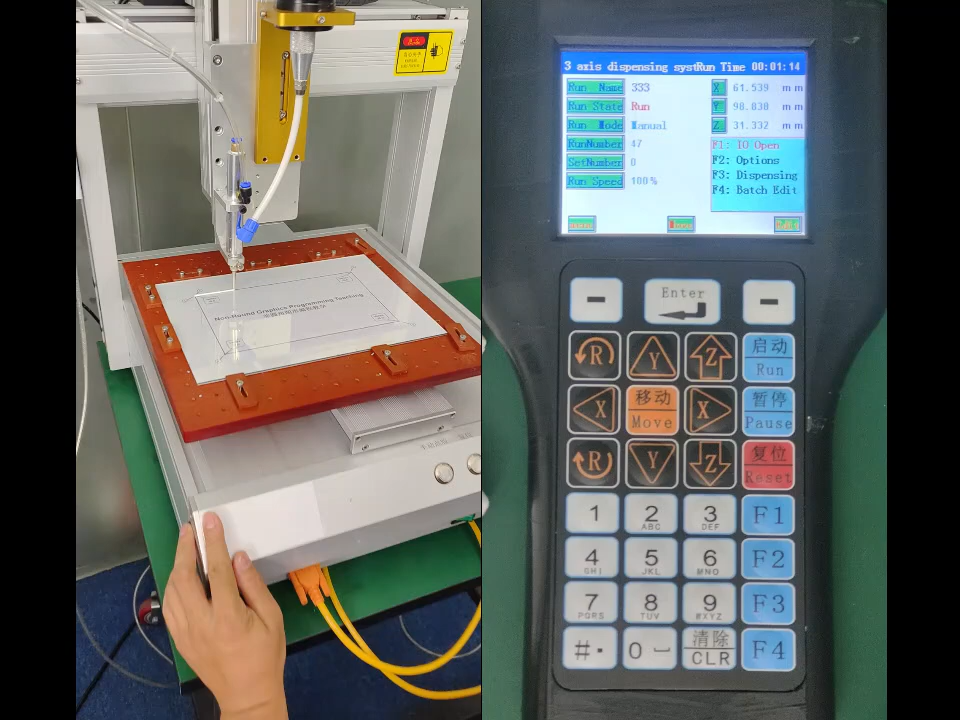 Non-Round Graphics Programming Teaching
3 axis dispensing systRun Time 00:01:14
Run Name 333
Run State Run
Run Mode Manual
RunNumber 47
SetNumber 0
Run Speed 100%
X 61.539 mm
Y 98.830 mm
Z 31.332 mm
F1: IO Open
F2: Options
F3: Dispensing
F4: Batch Edit
Enter
R
Y
Z
启动
Run
X
移动
Move
X
暂停
Pause
R
Y
Z
复位
Reset
1
2
ABC
3
DEF
F1
4
GHI
5
JKL
6
MNO
F2
7
PQRS
8
TUV
9
WXYZ
F3
#·
0
清除
CLR
F4